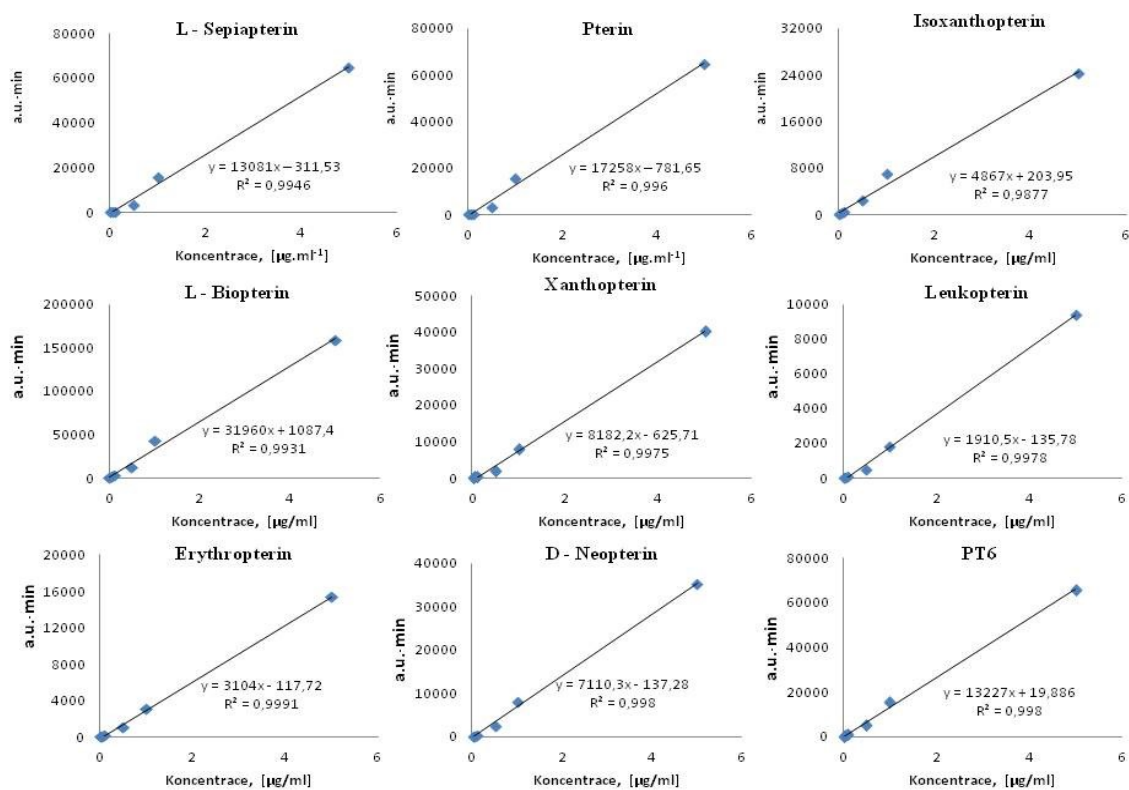 L - Sepiapterin
80000
60000
40000
20000
0
a.u.·min
y = 13081x − 311,53
R² = 0,9946
0 2 4 6
Koncentrace, [µg.ml⁻¹]
Pterin
80000
60000
40000
20000
0
a.u.·min
y = 17258x − 781,65
R² = 0,996
0 2 4 6
Koncentrace, [µg.ml⁻¹]
Isoxanthopterin
32000
24000
16000
8000
0
a.u.·min
y = 4867x + 203,95
R² = 0,9877
0 2 4 6
Koncentrace, [µg/ml]
L - Biopterin
200000
150000
100000
50000
0
a.u.·min
y = 31960x + 1087,4
R² = 0,9931
0 2 4 6
Koncentrace, [µg/ml]
Xanthopterin
50000
40000
30000
20000
10000
0
a.u.·min
y = 8182,2x - 625,71
R² = 0,9975
0 2 4 6
Koncentrace, [µg/ml]
Leukopterin
10000
8000
6000
4000
2000
0
a.u.·min
y = 1910,5x - 135,78
R² = 0,9978
0 2 4 6
Koncentrace, [µg/ml]
Erythropterin
20000
16000
12000
8000
4000
0
a.u.·min
y = 3104x - 117,72
R² = 0,9991
0 2 4 6
Koncentrace, [µg/ml]
D - Neopterin
40000
30000
20000
10000
0
a.u.·min
y = 7110,3x - 137,28
R² = 0,998
0 2 4 6
Koncentrace, [µg/ml]
PT6
80000
60000
40000
20000
0
a.u.·min
y = 13227x + 19,886
R² = 0,998
0 2 4 6
Koncentrace, [µg/ml]